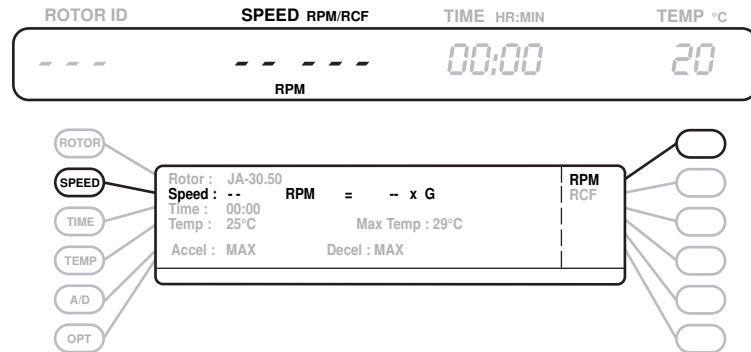 ROTOR ID SPEED RPM/RCF TIME HR:MIN TEMP °C
- - - - - - - - 00:00 20
RPM
ROTOR
SPEED
TIME
TEMP
A/D
OPT
Rotor : JA-30.50
Speed : -- RPM = -- x G
Time : 00:00
Temp : 25°C Max Temp : 29°C
Accel : MAX Decel : MAX
RPM
RCF